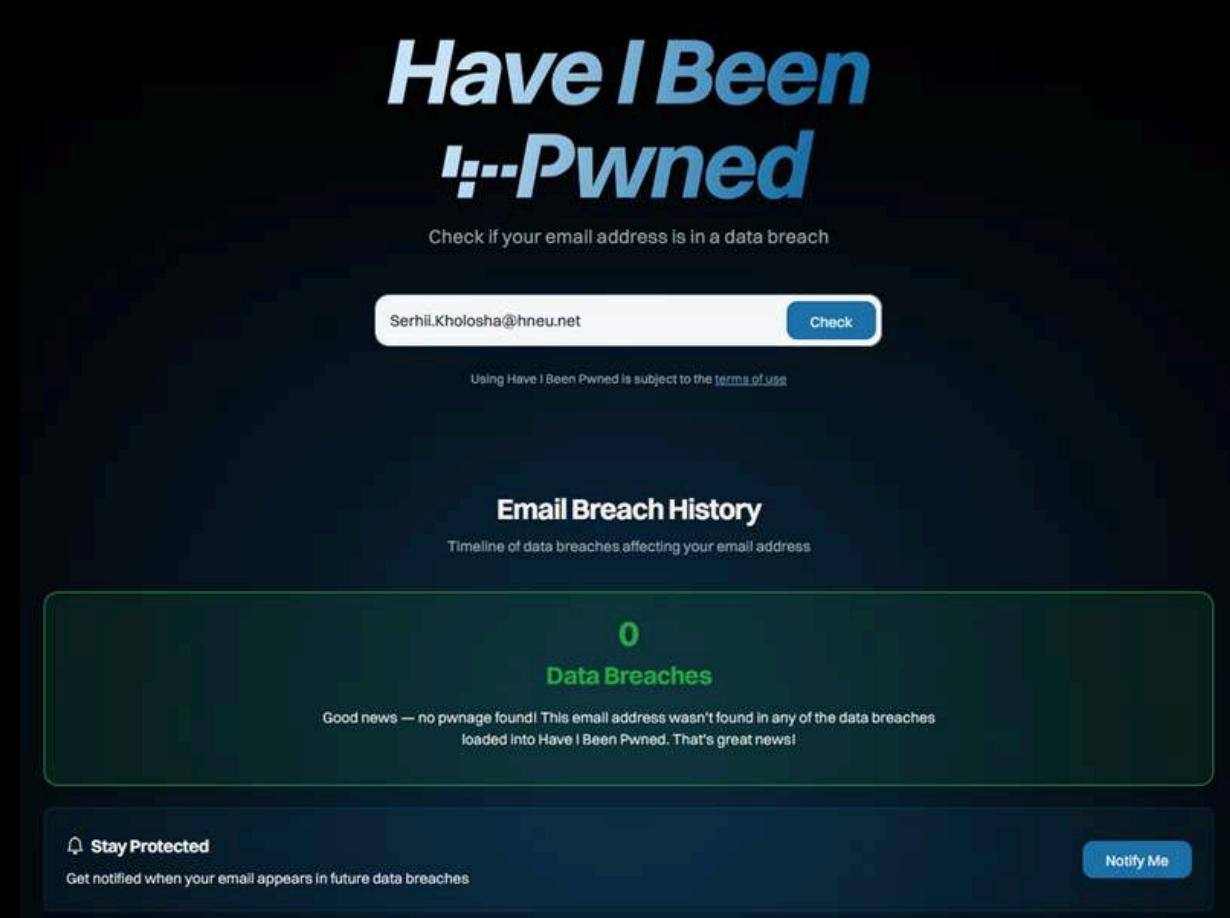 Have I Been
Pwned
Check if your email address is in a data breach
Serhii.Kholosha@hneu.net
Check
Using Have I Been Pwned is subject to the terms of use
Email Breach History
Timeline of data breaches affecting your email address
0
Data Breaches
Good news — no pwnage found! This email address wasn't found in any of the data breaches
loaded into Have I Been Pwned. That's great news!
Stay Protected
Get notified when your email appears in future data breaches
Notify Me